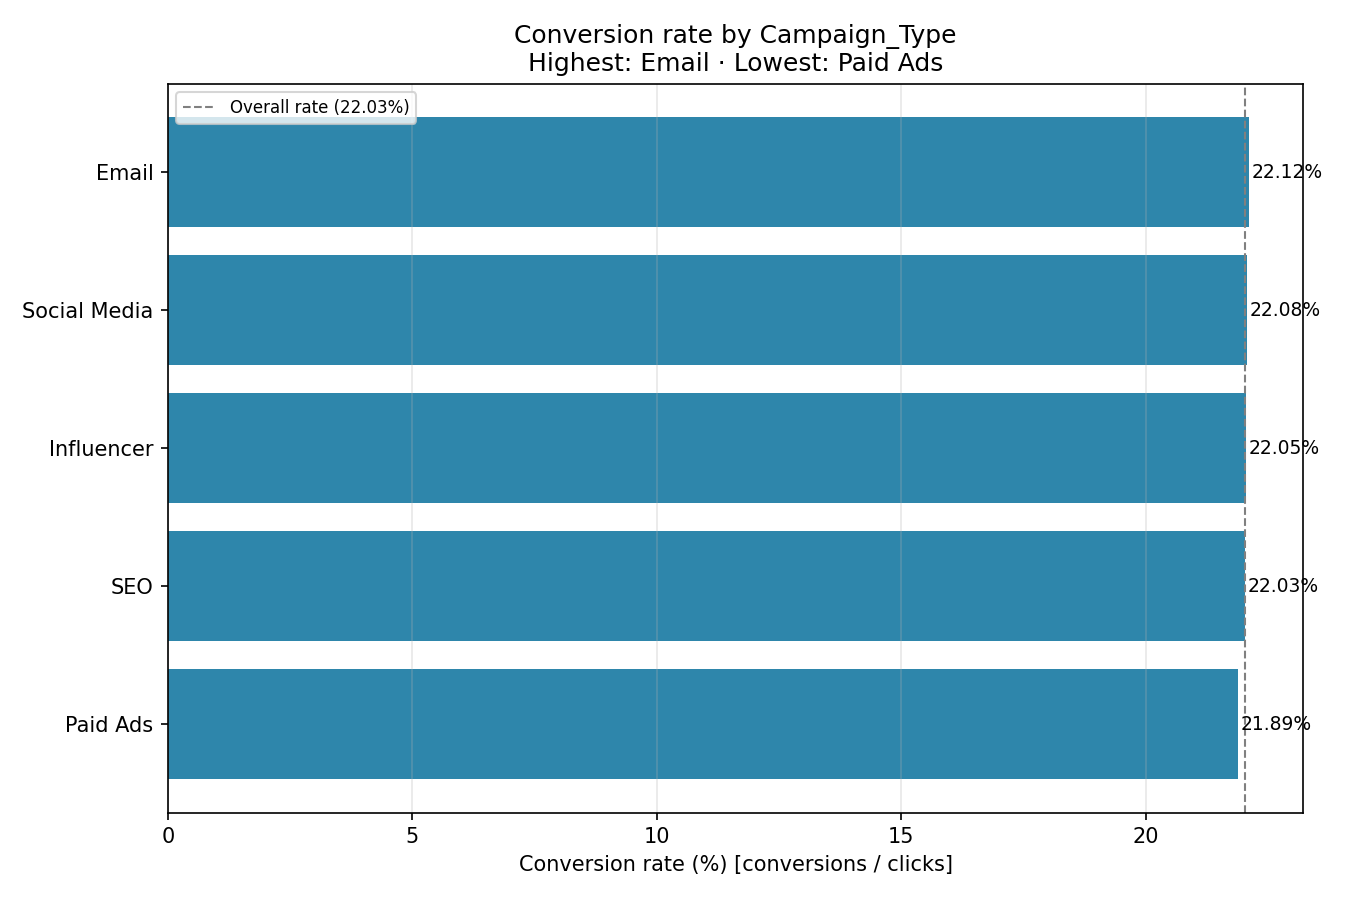 Conversion rate by Campaign_Type
Highest: Email · Lowest: Paid Ads
Overall rate (22.03%)
Email
22.12%
Social Media
22.08%
Influencer
22.05%
SEO
22.03%
Paid Ads
21.89%
0
5
10
15
20
Conversion rate (%) [conversions / clicks]